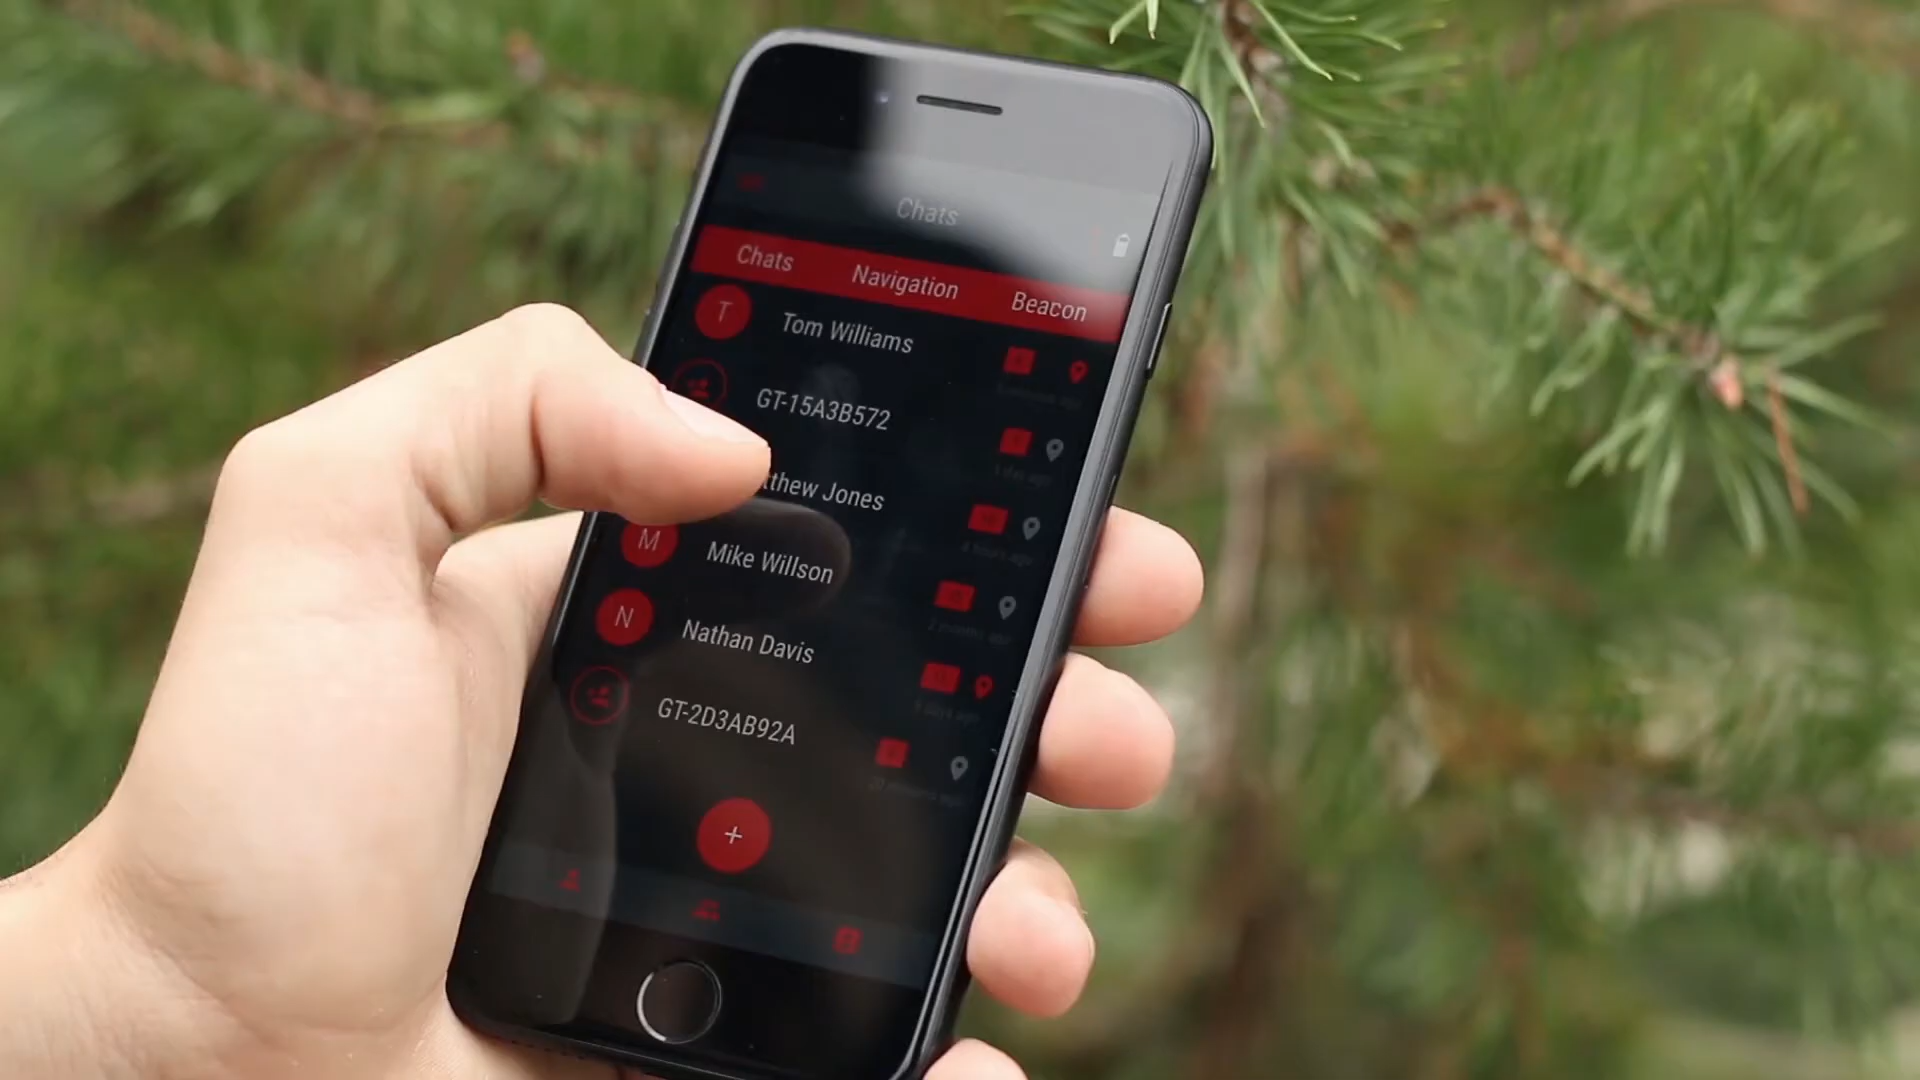 Chats
Chats Navigation Beacon
T Tom Williams
GT-15A3B572
tthew Jones
M Mike Willson
N Nathan Davis
GT-2D3AB92A
+